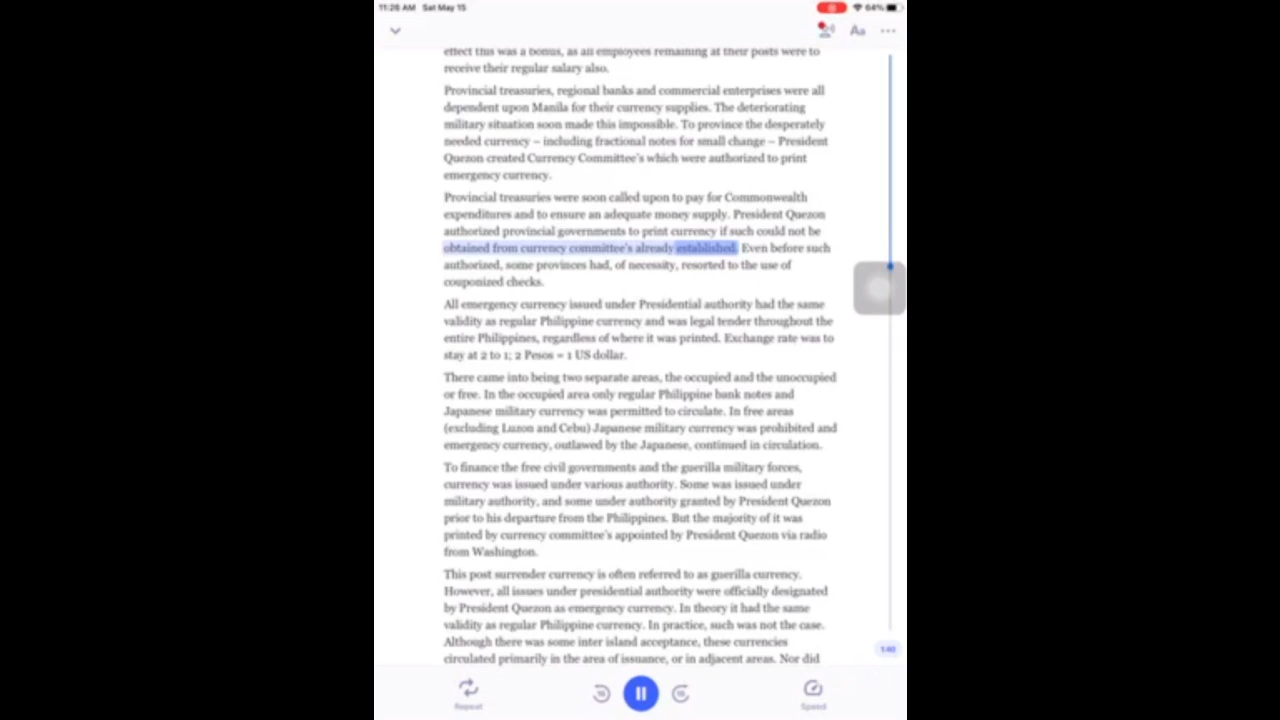 11:26 AM Sat May 15
64%
Aa
effect this was a bonus, as all employees remaining at their posts were to
receive their regular salary also.
Provincial treasuries, regional banks and commercial enterprises were all
dependent upon Manila for their currency supplies. The deteriorating
military situation soon made this impossible. To province the desperately
needed currency – including fractional notes for small change – President
Quezon created Currency Committee's which were authorized to print
emergency currency.
Provincial treasuries were soon called upon to pay for Commonwealth
expenditures and to ensure an adequate money supply. President Quezon
authorized provincial governments to print currency if such could not be
obtained from currency committee's already established. Even before such
authorized, some provinces had, of necessity, resorted to the use of
couponized checks.
All emergency currency issued under Presidential authority had the same
validity as regular Philippine currency and was legal tender throughout the
entire Philippines, regardless of where it was printed. Exchange rate was to
stay at 2 to 1; 2 Pesos = 1 US dollar.
There came into being two separate areas, the occupied and the unoccupied
or free. In the occupied area only regular Philippine bank notes and
Japanese military currency was permitted to circulate. In free areas
(excluding Luzon and Cebu) Japanese military currency was prohibited and
emergency currency, outlawed by the Japanese, continued in circulation.
To finance the free civil governments and the guerilla military forces,
currency was issued under various authority. Some was issued under
military authority, and some under authority granted by President Quezon
prior to his departure from the Philippines. But the majority of it was
printed by currency committee's appointed by President Quezon via radio
from Washington.
This post surrender currency is often referred to as guerilla currency.
However, all issues under presidential authority were officially designated
by President Quezon as emergency currency. In theory it had the same
validity as regular Philippine currency. In practice, such was not the case.
Although there was some inter island acceptance, these currencies
circulated primarily in the area of issuance, or in adjacent areas. Nor did
1:40
Repeat
15
15
Speed